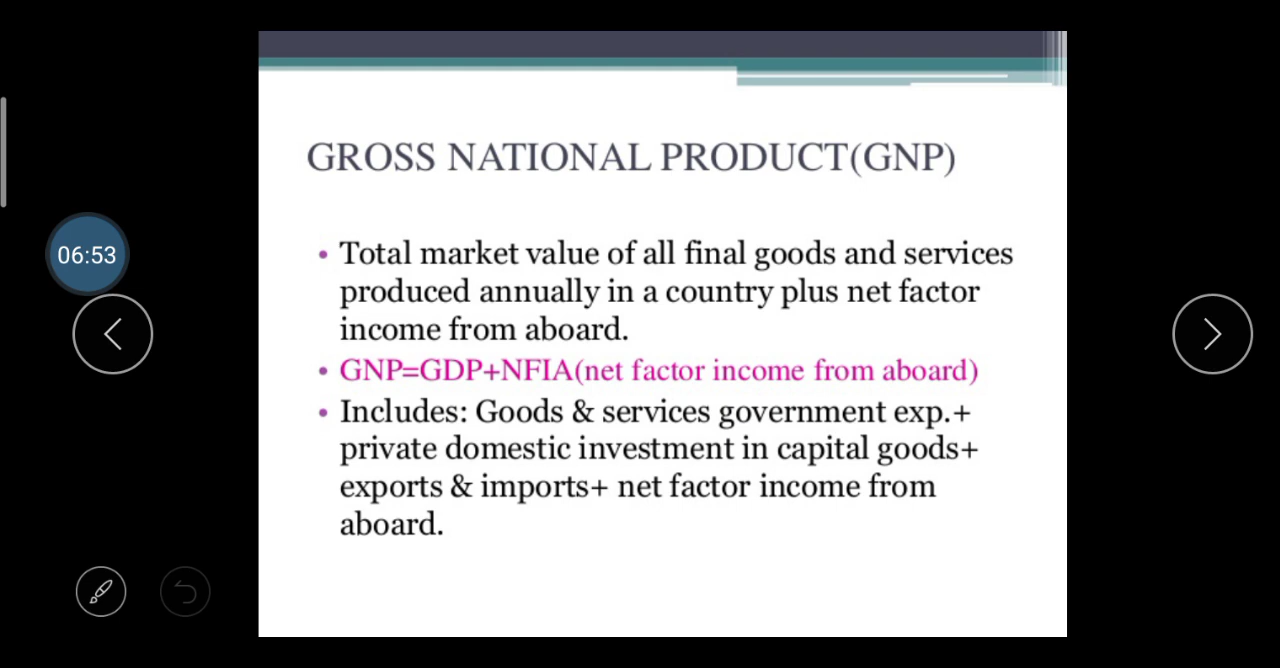 GROSS NATIONAL PRODUCT(GNP)
• Total market value of all final goods and services
produced annually in a country plus net factor
income from aboard.
06:53
• GNP=GDP+NFIA(net factor income from aboard)
• Includes: Goods & services government exp.+
private domestic investment in capital goods+
exports & imports+ net factor income from
aboard.